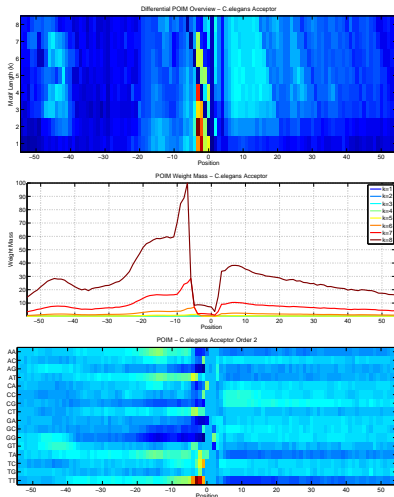 Differential POIM Overview – C.elegans Acceptor
Motif Length (k)
8
7
6
5
4
3
2
1
-50 -40 -30 -20 -10 0 10 20 30 40 50
Position
POIM Weight Mass – C.elegans Acceptor
Weight Mass
100
90
80
70
60
50
40
30
20
10
k=1
k=2
k=3
k=4
k=5
k=6
k=7
k=8
-50 -40 -30 -20 -10 0 10 20 30 40 50
Position
POIM – C.elegans Acceptor Order 2
AA
AC
AG
AT
CA
CC
CG
CT
GA
GC
GG
GT
TA
TC
TG
TT
-50 -40 -30 -20 -10 0 10 20 30 40 50
Position